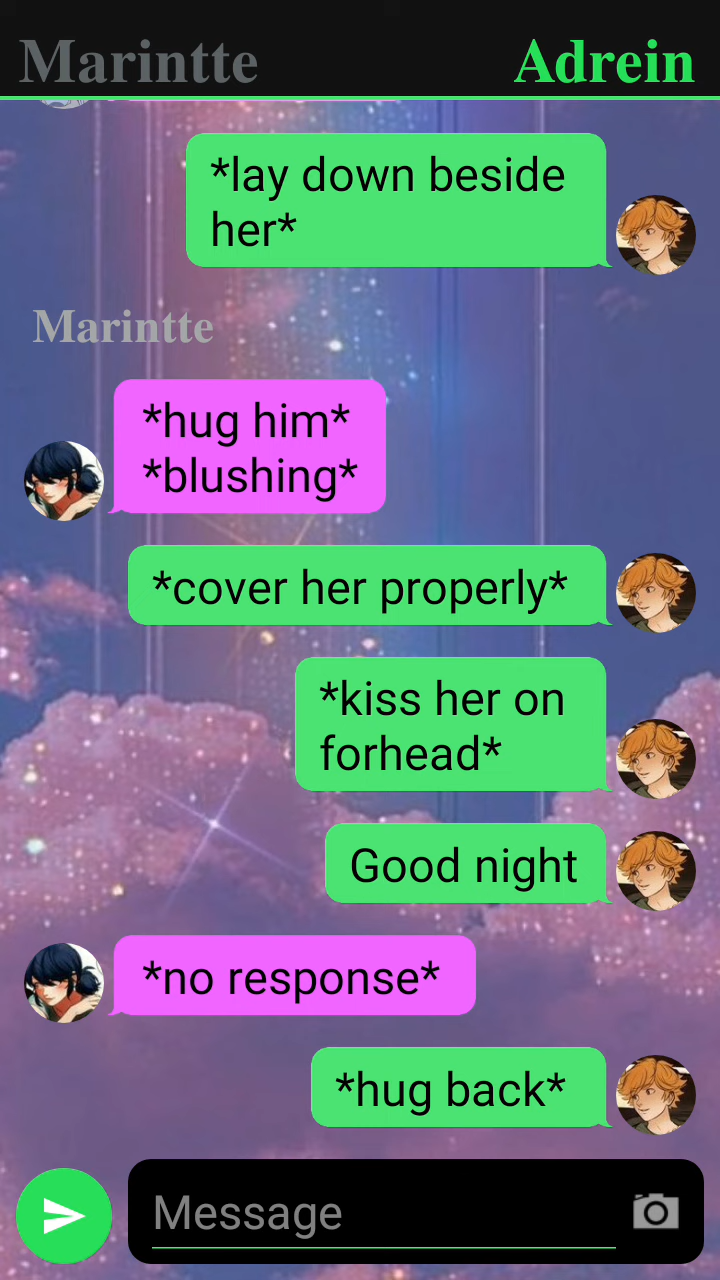 Marintte Adrein
*lay down beside
her*
Marintte
*hug him*
*blushing*
*cover her properly*
*kiss her on
forhead*
Good night
*no response*
*hug back*
Message